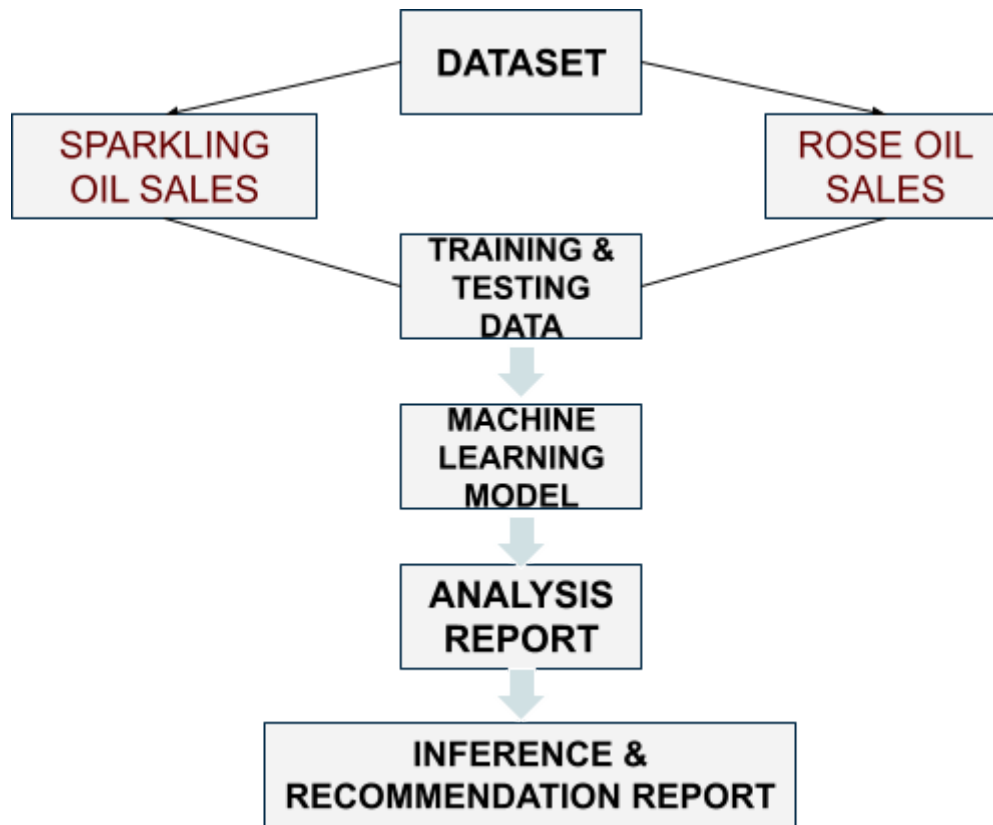 DATASET
SPARKLING
OIL SALES
ROSE OIL
SALES
TRAINING &
TESTING
DATA
MACHINE
LEARNING
MODEL
ANALYSIS
REPORT
INFERENCE &
RECOMMENDATION REPORT